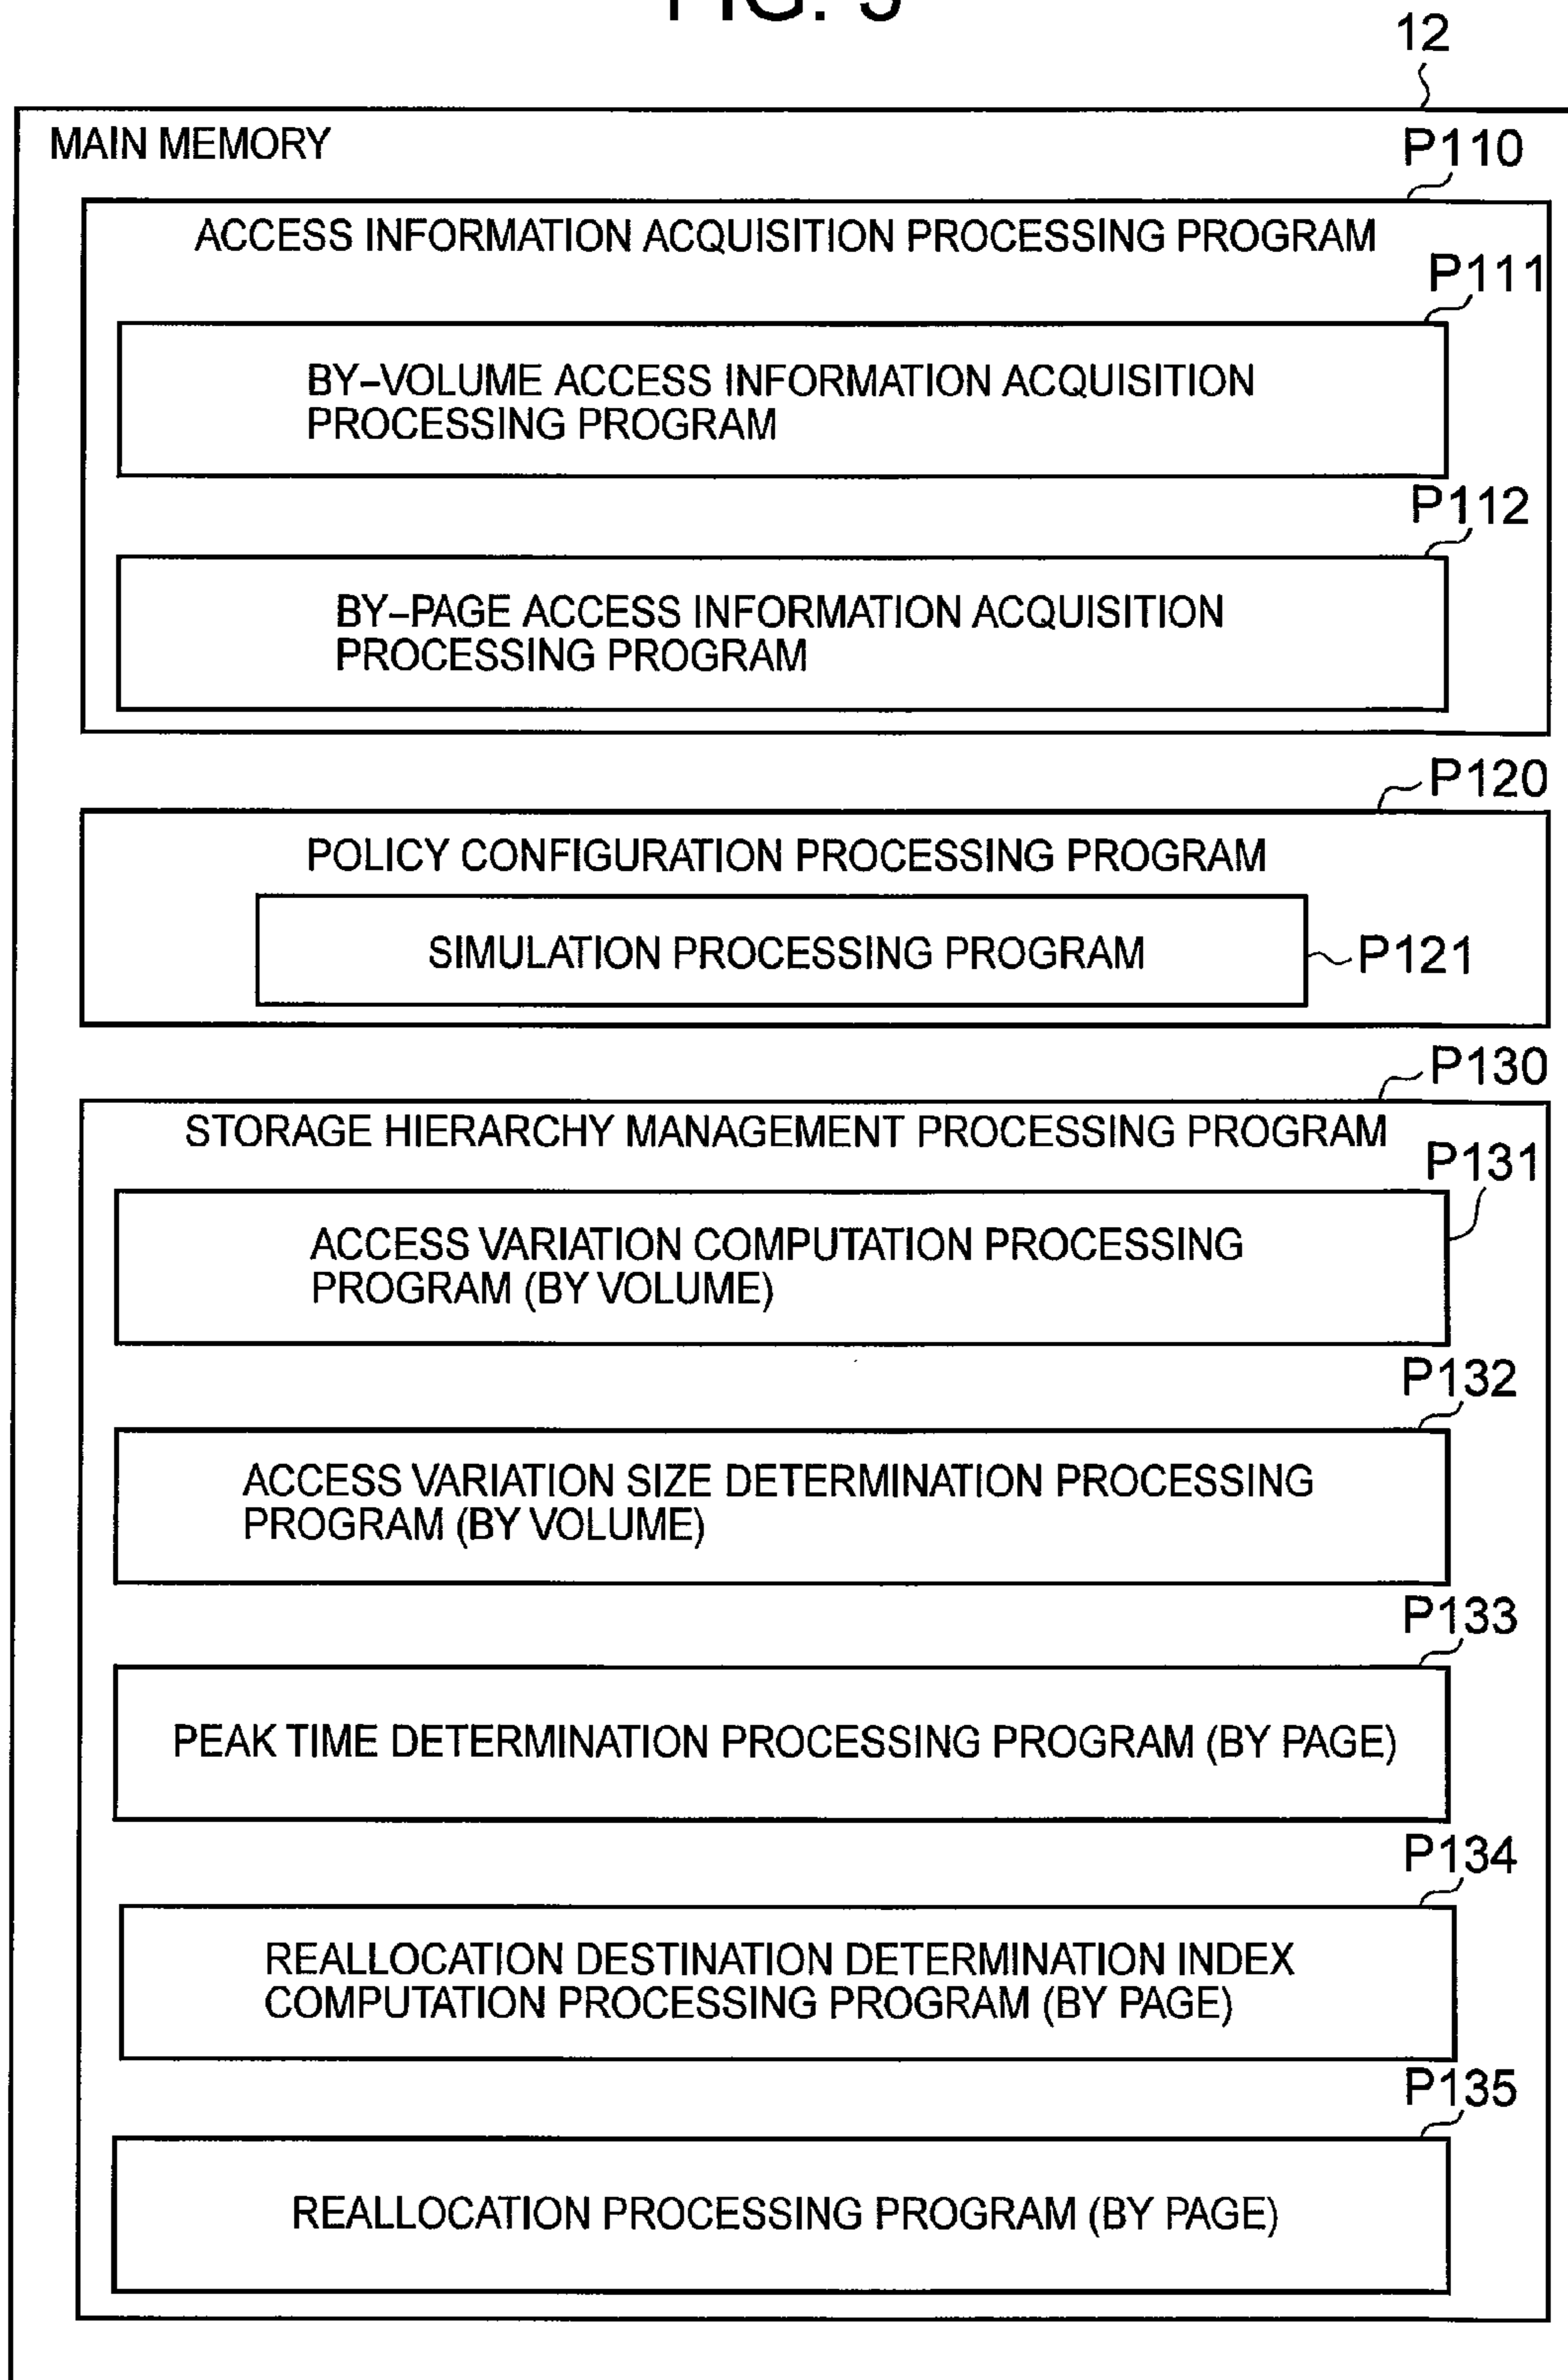 12
MAIN MEMORY
P110
ACCESS INFORMATION ACQUISITION PROCESSING PROGRAM
P111
BY-VOLUME ACCESS INFORMATION ACQUISITION
PROCESSING PROGRAM
P112
BY-PAGE ACCESS INFORMATION ACQUISITION
PROCESSING PROGRAM
P120
POLICY CONFIGURATION PROCESSING PROGRAM
SIMULATION PROCESSING PROGRAM
P121
P130
STORAGE HIERARCHY MANAGEMENT PROCESSING PROGRAM
P131
ACCESS VARIATION COMPUTATION PROCESSING
PROGRAM (BY VOLUME)
P132
ACCESS VARIATION SIZE DETERMINATION PROCESSING
PROGRAM (BY VOLUME)
P133
PEAK TIME DETERMINATION PROCESSING PROGRAM (BY PAGE)
P134
REALLOCATION DESTINATION DETERMINATION INDEX
COMPUTATION PROCESSING PROGRAM (BY PAGE)
P135
REALLOCATION PROCESSING PROGRAM (BY PAGE)